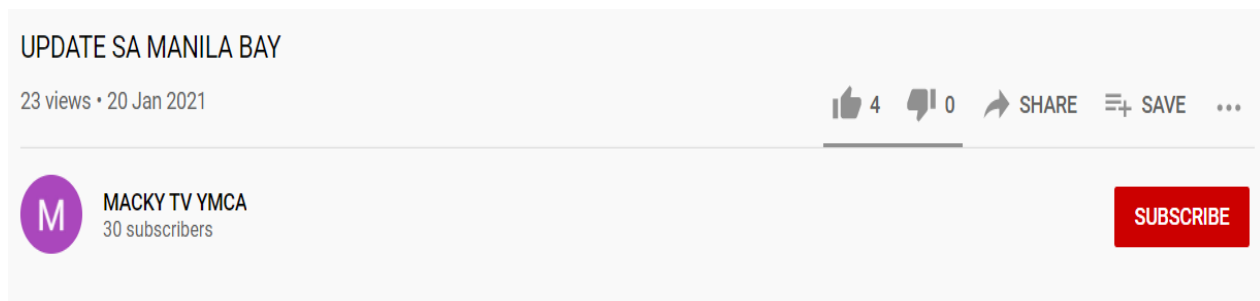 UPDATE SA MANILA BAY
23 views • 20 Jan 2021
4 0 SHARE SAVE
M
MACKY TV YMCA
30 subscribers
SUBSCRIBE